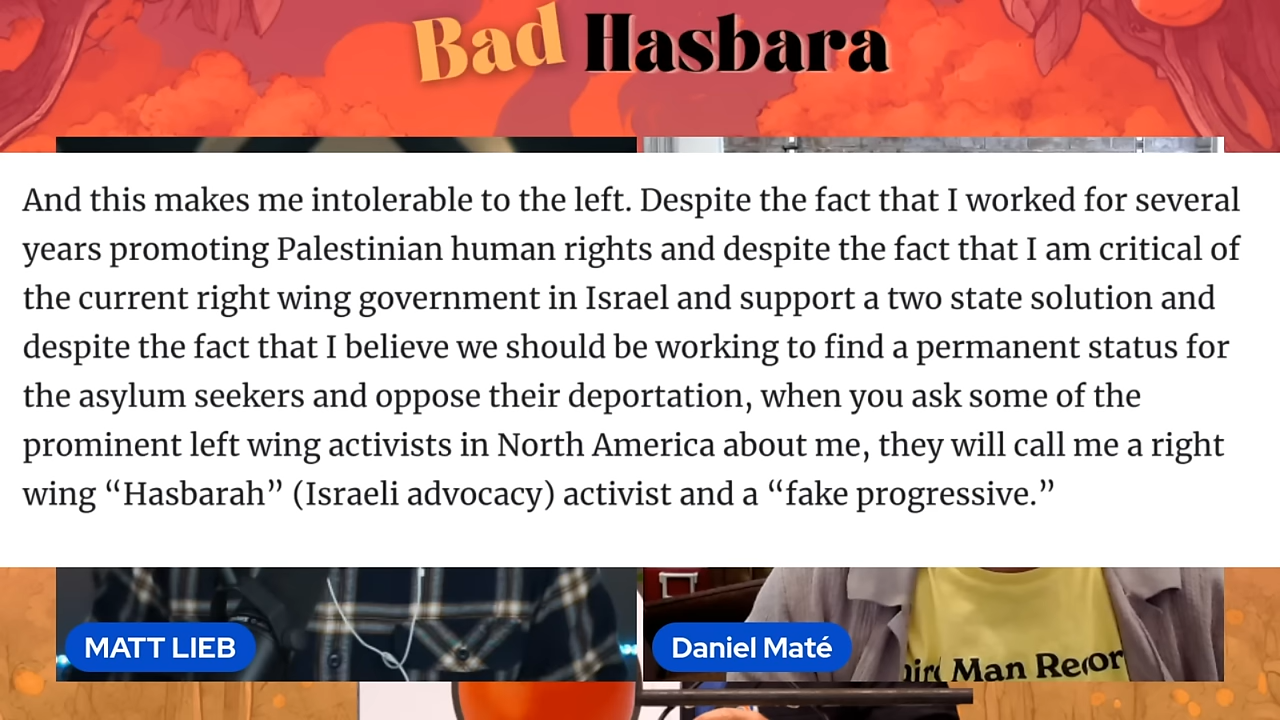 Bad Hasbara
And this makes me intolerable to the left. Despite the fact that I worked for several
years promoting Palestinian human rights and despite the fact that I am critical of
the current right wing government in Israel and support a two state solution and
despite the fact that I believe we should be working to find a permanent status for
the asylum seekers and oppose their deportation, when you ask some of the
prominent left wing activists in North America about me, they will call me a right
wing “Hasbarah” (Israeli advocacy) activist and a “fake progressive.”
MATT LIEB
Daniel Maté
Man Recor